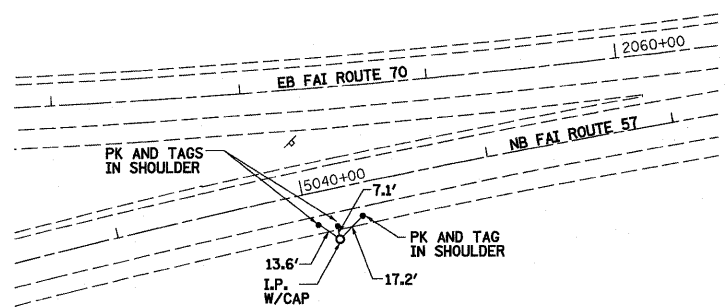 2060+00
EB FAI ROUTE 70
NB FAI ROUTE 57
PK AND TAGS
IN SHOULDER
5040+00
7.1'
PK AND TAG
IN SHOULDER
13.6'
17.2'
I.P.
W/CAP